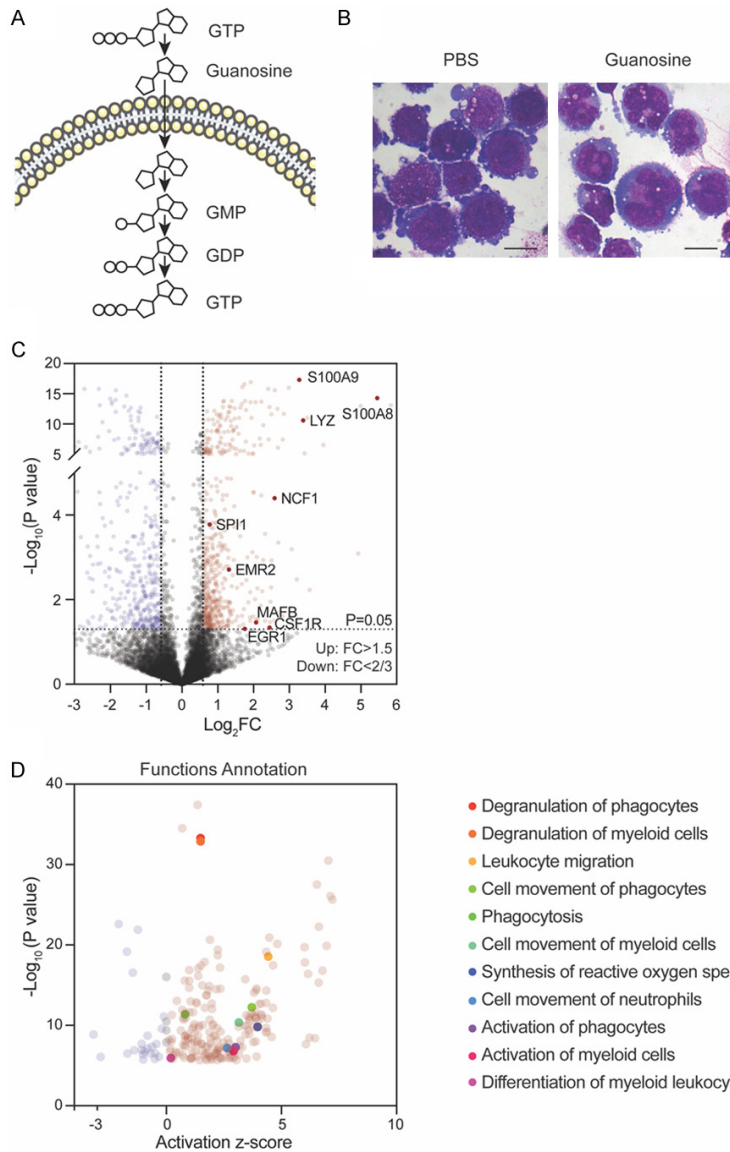 A
GTP
Guanosine
GMP
GDP
GTP
B
PBS
Guanosine
C
20
15
10
5
4
2
0
-Log10(P value)
-3
-2
-1
0
1
2
3
4
5
6
Log2FC
S100A9
S100A8
LYZ
NCF1
SPI1
EMR2
MAFB
CSF1R
EGR1
P=0.05
Up: FC>1.5
Down: FC<2/3
D
Functions Annotation
40
30
20
10
0
-Log10(P value)
-3
0
5
10
Activation z-score
Degranulation of phagocytes
Degranulation of myeloid cells
Leukocyte migration
Cell movement of phagocytes
Phagocytosis
Cell movement of myeloid cells
Synthesis of reactive oxygen spe
Cell movement of neutrophils
Activation of phagocytes
Activation of myeloid cells
Differentiation of myeloid leukocy